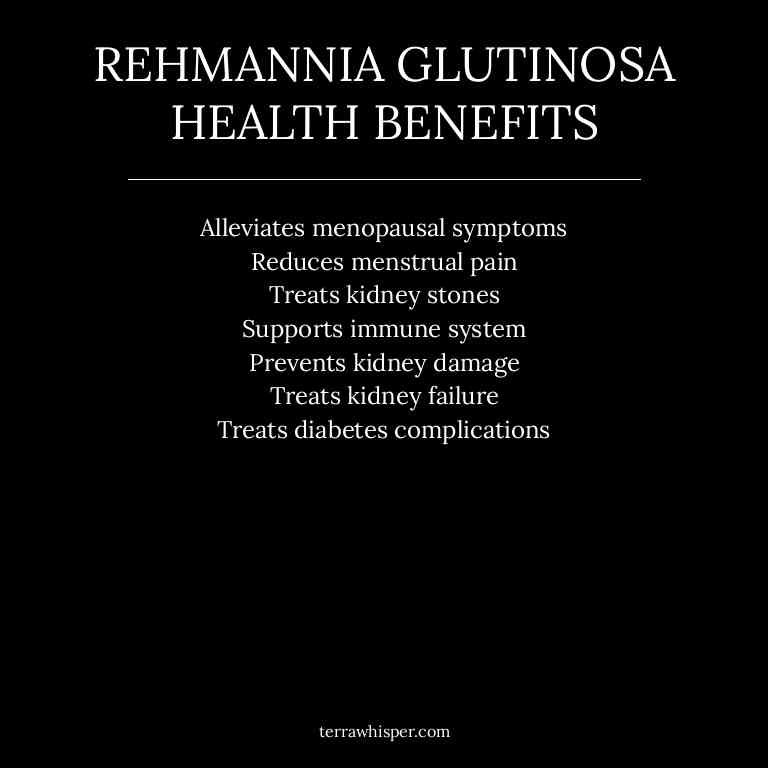 REHMANNIA GLUTINOSA
HEALTH BENEFITS
Alleviates menopausal symptoms
Reduces menstrual pain
Treats kidney stones
Supports immune system
Prevents kidney damage
Treats kidney failure
Treats diabetes complications
terrawhisper.com